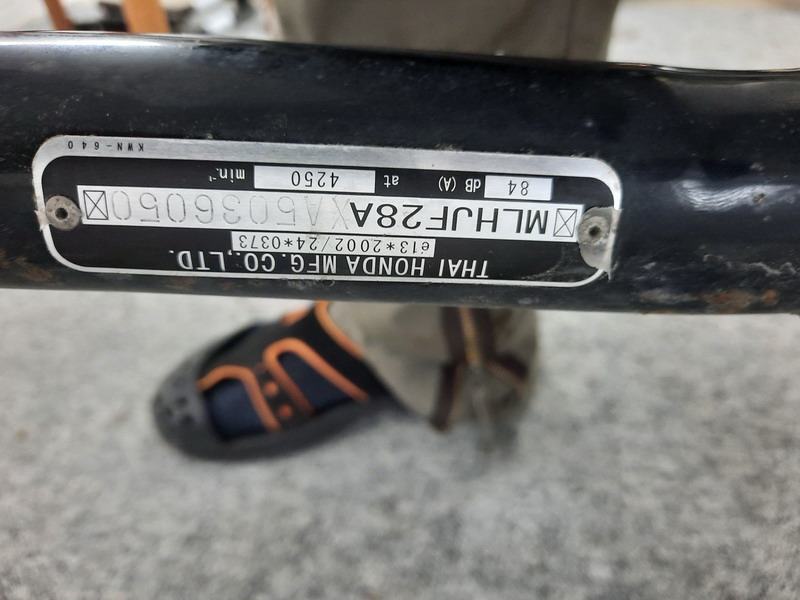 THAI HONDA MFG. CO.,LTD.
e13*2002/24*0373
MLHJF28AXA5036050
84 dB (A) at 4250 min.⁻¹
KWN-640